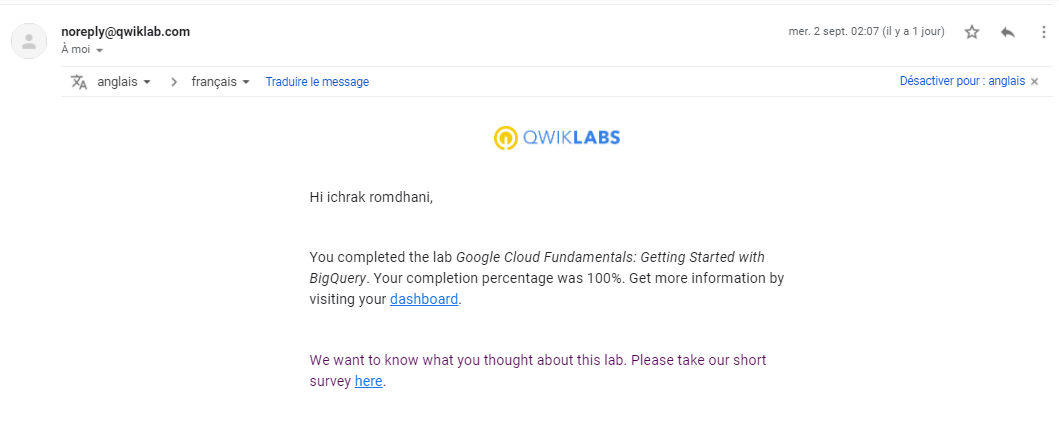 noreply@qwiklab.com
mer. 2 sept. 02:07 (il y a 1 jour)
À moi
anglais
français
Traduire le message
Désactiver pour : anglais ×
QWIKLABS
Hi ichrak romdhani,
You completed the lab Google Cloud Fundamentals: Getting Started with
BigQuery. Your completion percentage was 100%. Get more information by
visiting your dashboard.
We want to know what you thought about this lab. Please take our short
survey here.